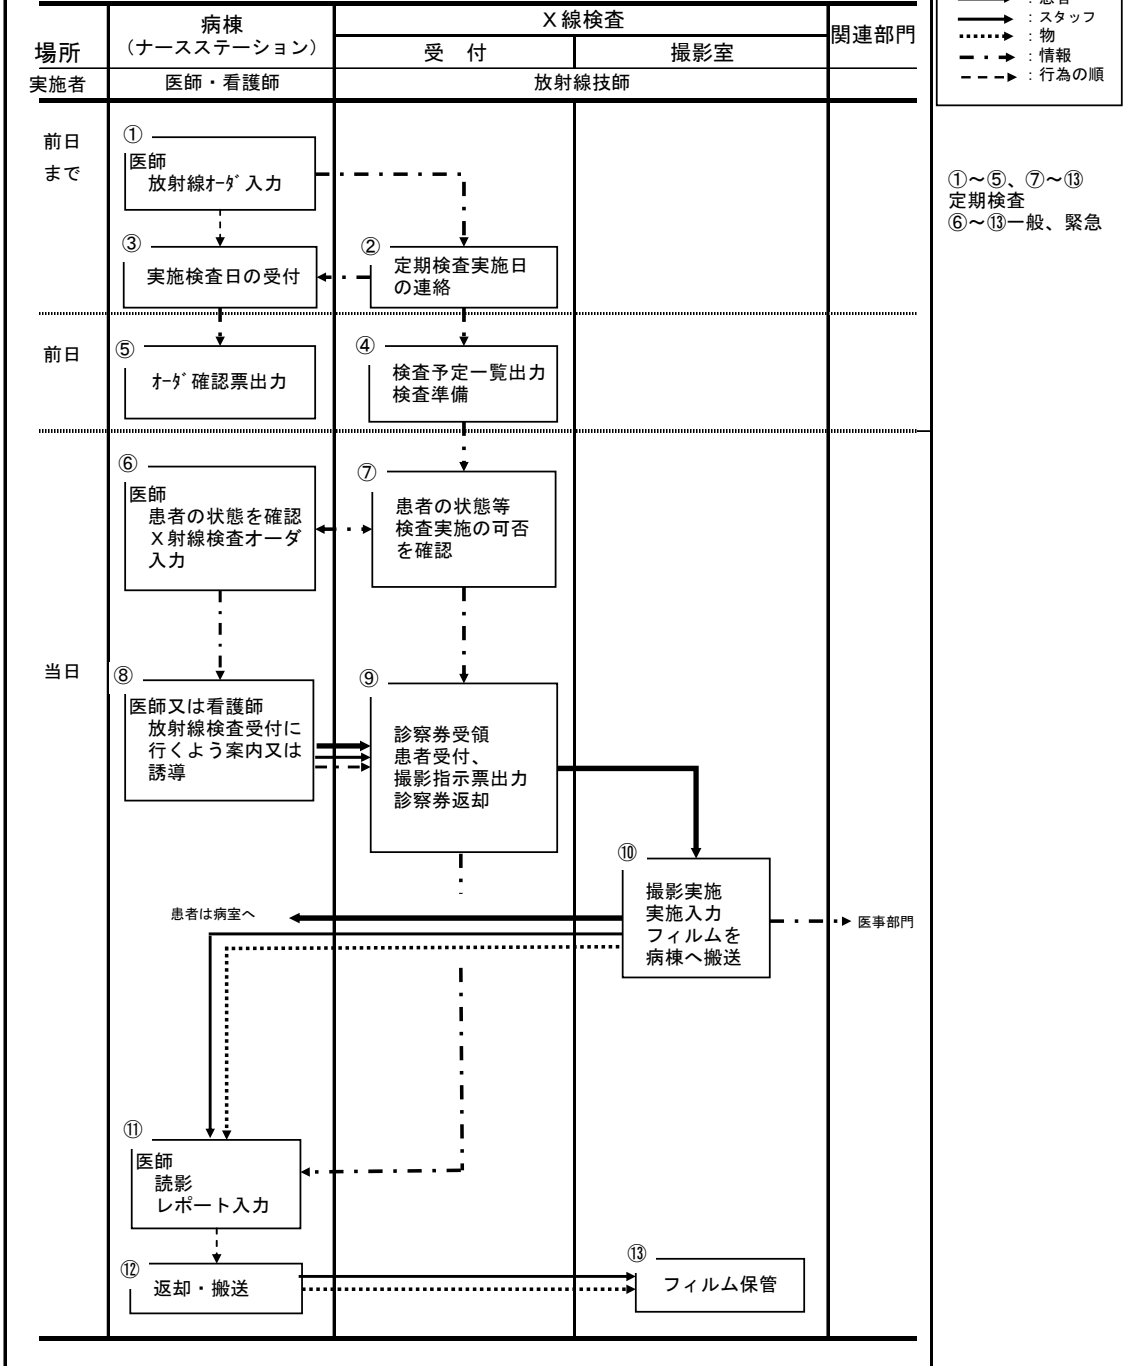 ：患者
：スタッフ
：物
：情報
：行為の順
場所
病棟
（ナースステーション）
Ｘ線検査
受　付
撮影室
関連部門
実施者
医師・看護師
放射線技師
前日
まで
①
医師
放射線ｵｰﾀﾞ入力
①～⑤、⑦～⑬
定期検査
⑥～⑬一般、緊急
③
実施検査日の受付
②
定期検査実施日
の連絡
前日
⑤
ｵｰﾀﾞ確認票出力
④
検査予定一覧出力
検査準備
⑥
医師
患者の状態を確認
Ｘ射線検査オーダ
入力
⑦
患者の状態等
検査実施の可否
を確認
当日
⑧
医師又は看護師
放射線検査受付に
行くよう案内又は
誘導
⑨
診察券受領
患者受付、
撮影指示票出力
診察券返却
⑩
撮影実施
実施入力
フィルムを
病棟へ搬送
患者は病室へ
医事部門
⑪
医師
読影
レポート入力
⑫
返却・搬送
⑬
フィルム保管